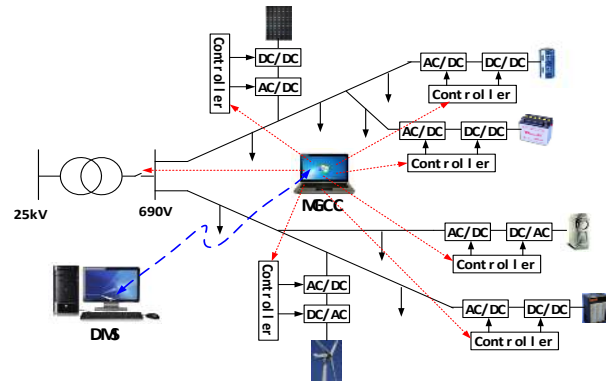 Controller
DC/DC
AC/DC
AC/DC
DC/DC
Controller
AC/DC
DC/DC
Controller
25kV
690V
MGCC
AC/DC
DC/AC
Controller
DMS
Controller
AC/DC
DC/AC
AC/DC
DC/DC
Controller